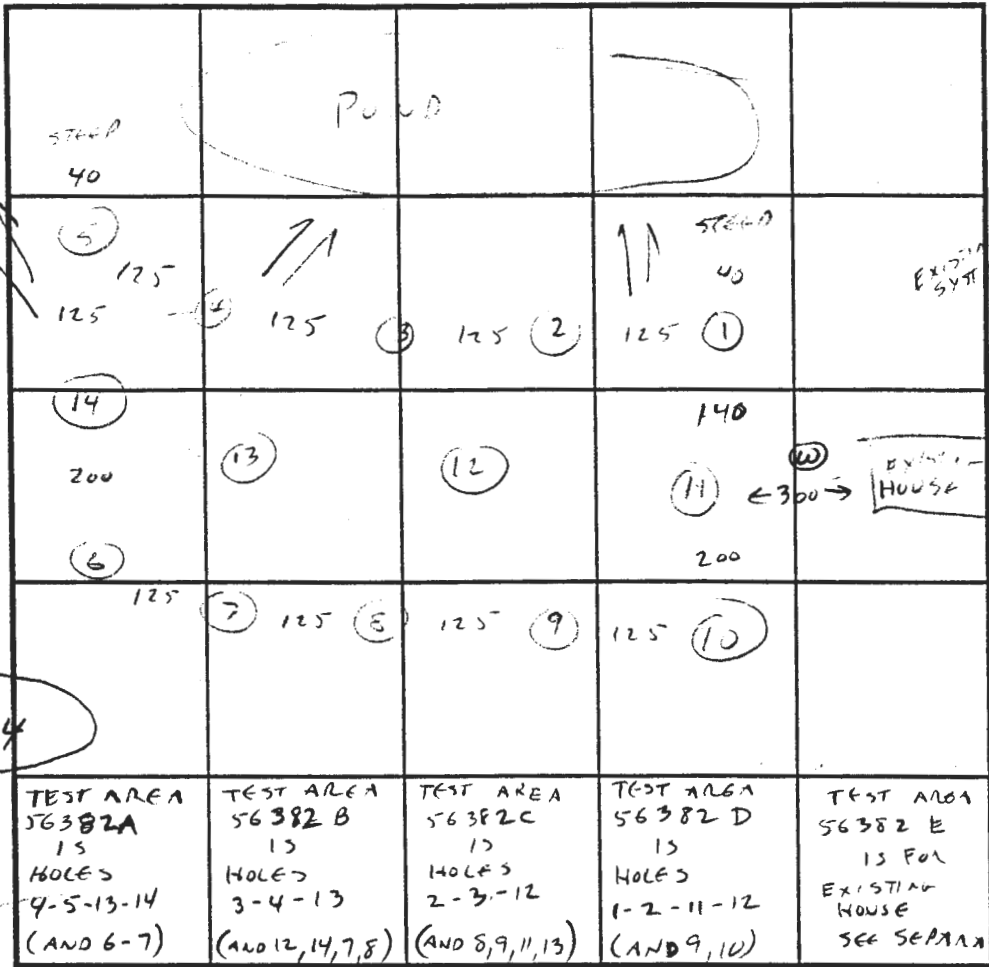 POND
STEEP
40
5
STEEP
125
40
125
4
125
3
125
2
125
1
14
140
13
12
W
200
11
←300→
HOUSE
6
200
125
7
125
8
125
9
125
10
4
TEST AREA
56382A
IS
HOLES
4-5-13-14
(AND 6-7)
TEST AREA
56382 B
IS
HOLES
3-4-13
(AND 12,14,7,8)
TEST AREA
56382C
IS
HOLES
2-3-12
(AND 8,9,11,13)
TEST AREA
56382 D
IS
HOLES
1-2-11-12
(AND 9,10)
TEST AREA
56382 E
IS FOR
EXISTING
HOUSE
SEE SEPARA